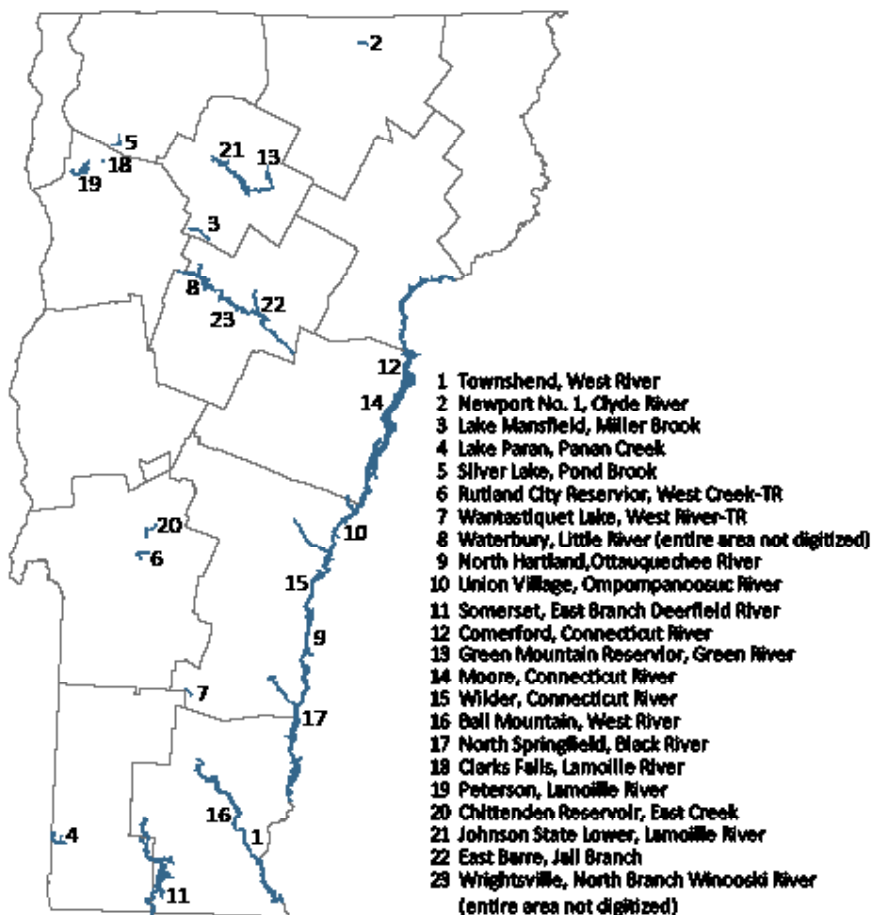 2
5
18
19
21
13
3
8
22
23
12
14
10
20
6
15
9
7
17
16
1
4
11
1 Townshend, West River
2 Newport No. 1, Clyde River
3 Lake Mansfield, Miller Brook
4 Lake Paran, Panan Creek
5 Silver Lake, Pond Brook
6 Rutland City Reservior, West Creek-TR
7 Wantastiquet Lake, West River-TR
8 Waterbury, Little River (entire area not digitized)
9 North Hartland,Ottauquechee River
10 Union Village, Ompompanoosuc River
11 Somerset, East Branch Deerfield River
12 Comerford, Connecticut River
13 Green Mountain Reservior, Green River
14 Moore, Connecticut River
15 Wilder, Connecticut River
16 Ball Mountain, West River
17 North Springfield, Black River
18 Clarks Falls, Lamoille River
19 Peterson, Lamoille River
20 Chittenden Reservoir, East Creek
21 Johnson State Lower, Lamoille River
22 East Barre, Jail Branch
23 Wrightsville, North Branch Winooski River
(entire area not digitized)